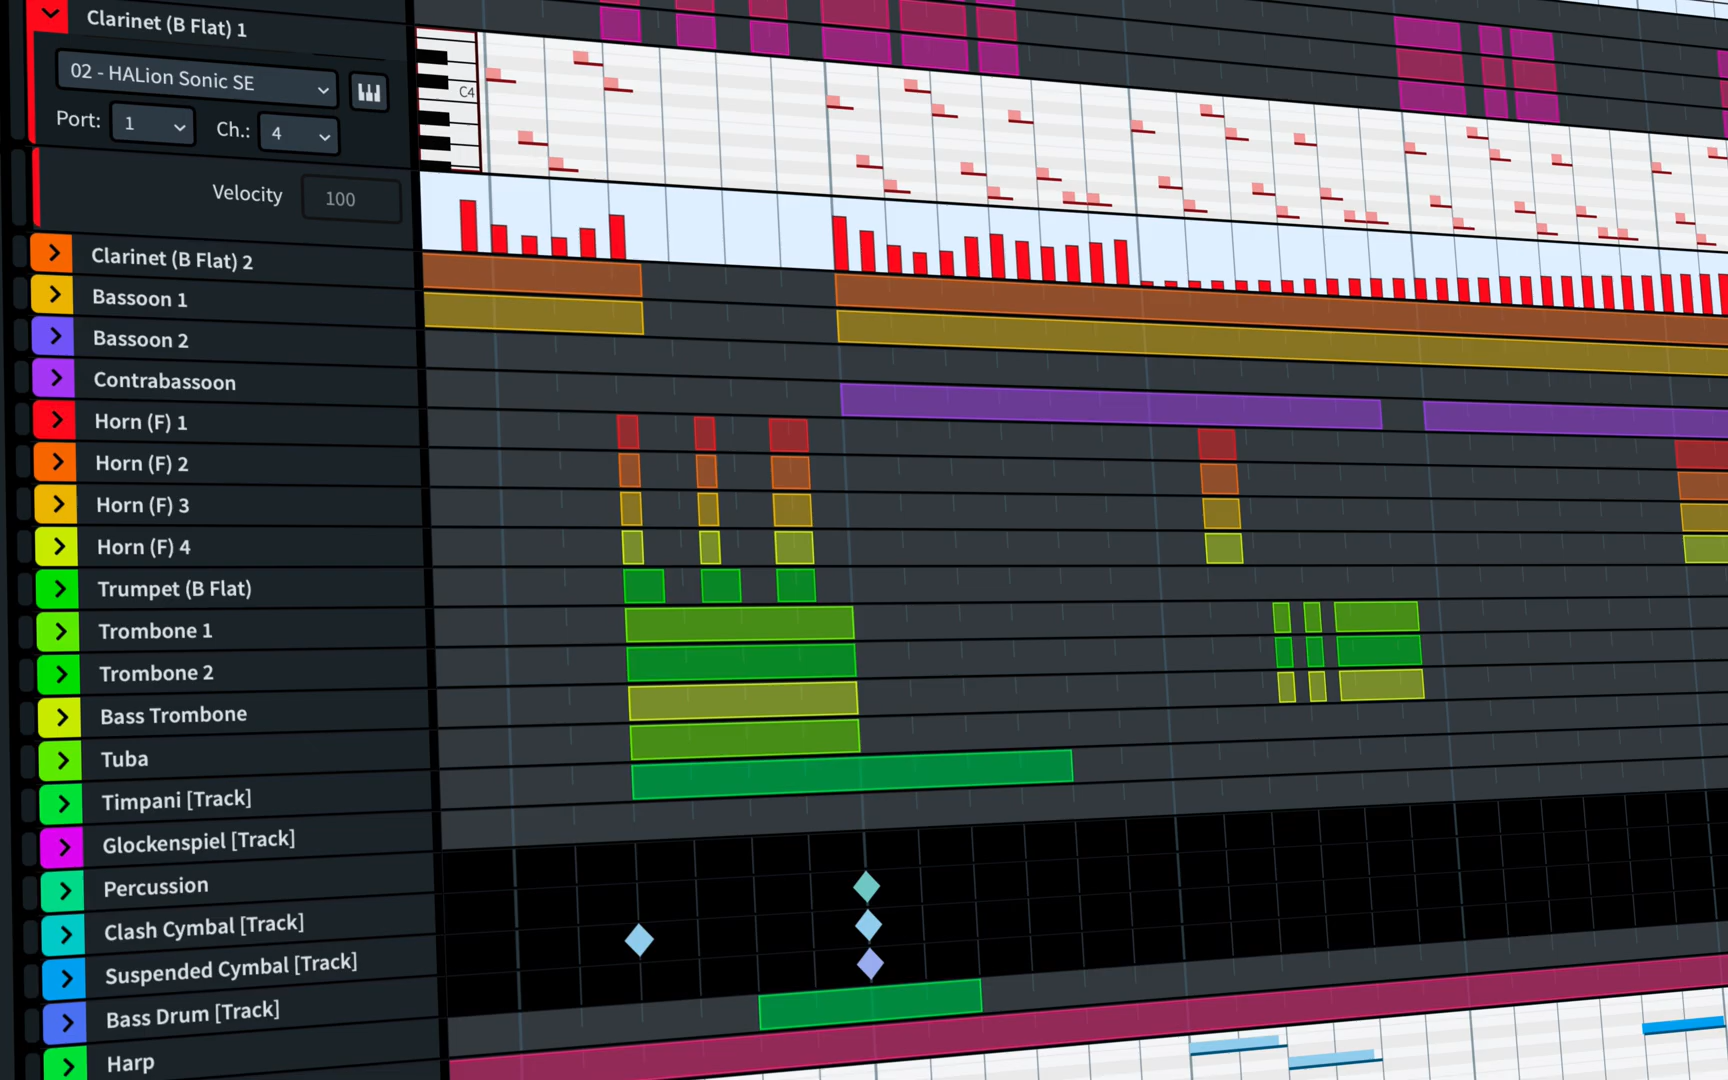 Clarinet (B Flat) 1
02 - HALion Sonic SE
Port: 1 Ch.: 4
C4
Velocity 100
Clarinet (B Flat) 2
Bassoon 1
Bassoon 2
Contrabassoon
Horn (F) 1
Horn (F) 2
Horn (F) 3
Horn (F) 4
Trumpet (B Flat)
Trombone 1
Trombone 2
Bass Trombone
Tuba
Timpani [Track]
Glockenspiel [Track]
Percussion
Clash Cymbal [Track]
Suspended Cymbal [Track]
Bass Drum [Track]
Harp